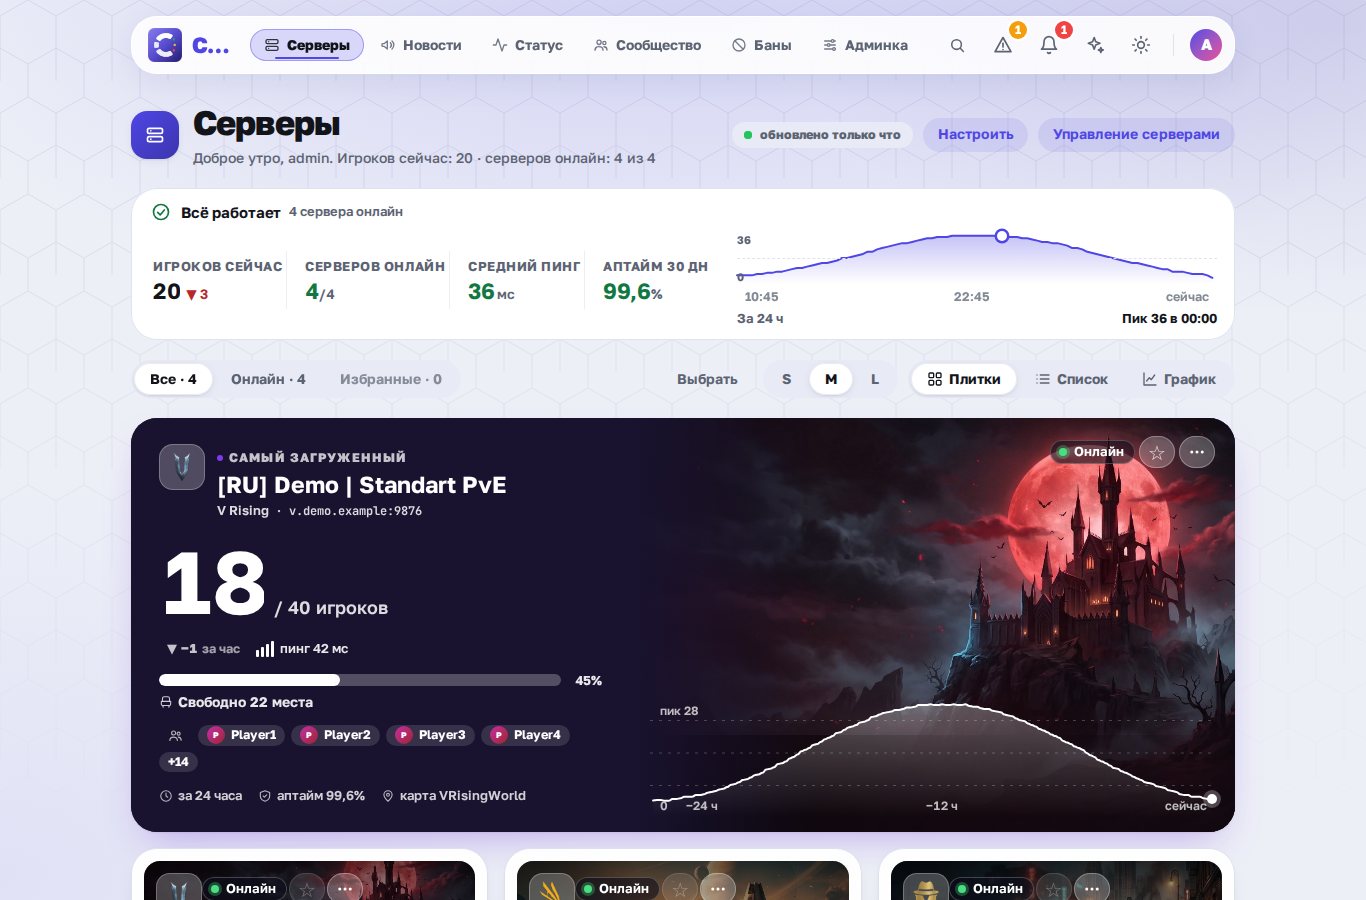 С...
Серверы
Новости
Статус
Сообщество
Баны
Админка
1
1
A
Серверы
Доброе утро, admin. Игроков сейчас: 20 · серверов онлайн: 4 из 4
обновлено только что
Настроить
Управление серверами
Всё работает 4 сервера онлайн
ИГРОКОВ СЕЙЧАС
20 ▼3
СЕРВЕРОВ ОНЛАЙН
4/4
СРЕДНИЙ ПИНГ
36 мс
АПТАЙМ 30 ДН
99,6%
36
0
10:45
22:45
сейчас
За 24 ч
Пик 36 в 00:00
Все · 4
Онлайн · 4
Избранные · 0
Выбрать
S
M
L
Плитки
Список
График
САМЫЙ ЗАГРУЖЕННЫЙ
[RU] Demo | Standart PvE
V Rising · v.demo.example:9876
Онлайн
18 / 40 игроков
▼ −1 за час
пинг 42 мс
45%
Свободно 22 места
P Player1
P Player2
P Player3
P Player4
+14
за 24 часа
аптайм 99,6%
карта VRisingWorld
пик 28
0
−24 ч
−12 ч
сейчас
Онлайн
Онлайн
Онлайн